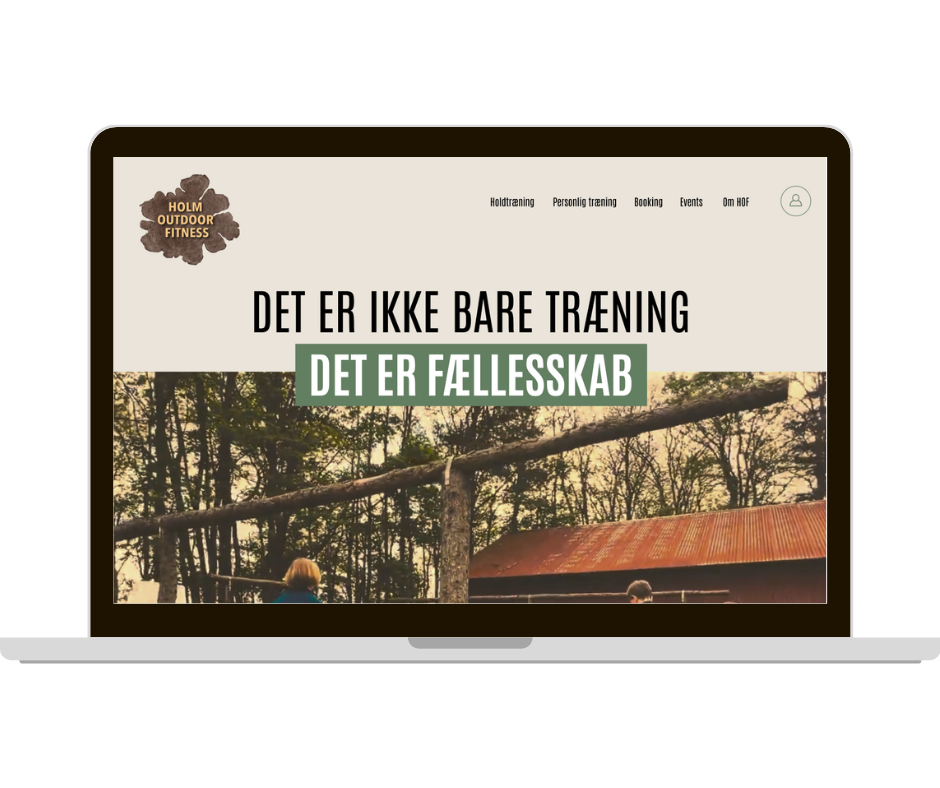 HOLM
OUTDOOR
FITNESS
Holdtræning Personlig træning Booking Events Om HOF
DET ER IKKE BARE TRÆNING
DET ER FÆLLESSKAB